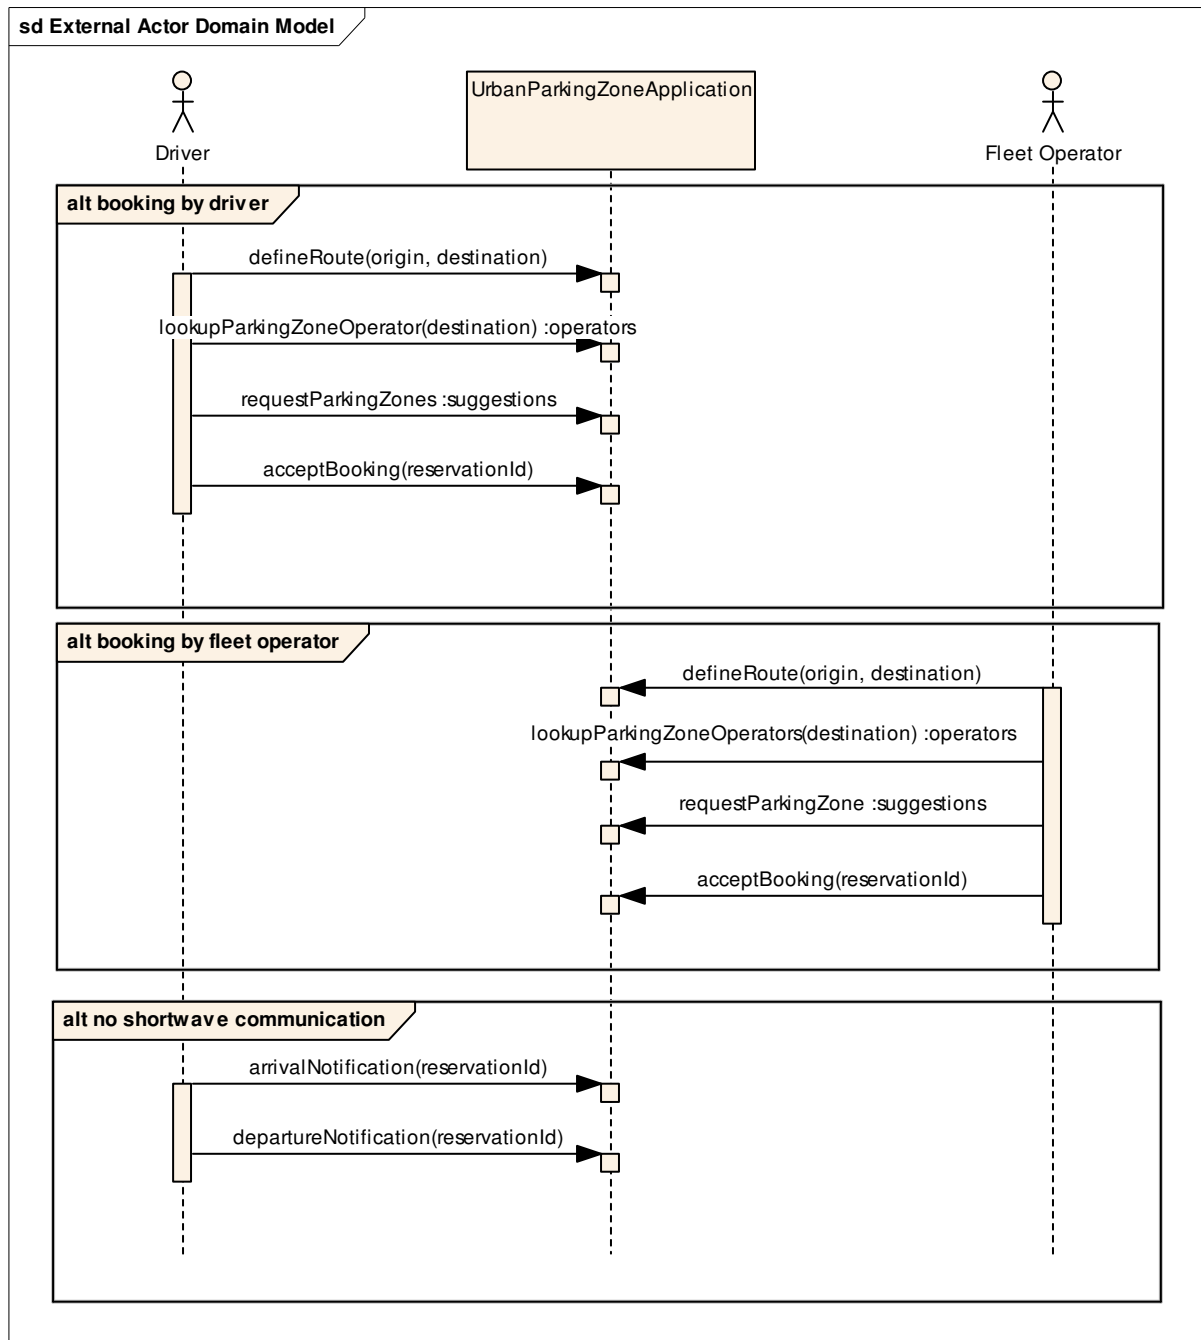 sd External Actor Domain Model
Driver
UrbanParkingZoneApplication
Fleet Operator
alt booking by driver
defineRoute(origin, destination)
lookupParkingZoneOperator(destination) :operators
requestParkingZones :suggestions
acceptBooking(reservationId)
alt booking by fleet operator
defineRoute(origin, destination)
lookupParkingZoneOperators(destination) :operators
requestParkingZone :suggestions
acceptBooking(reservationId)
alt no shortwave communication
arrivalNotification(reservationId)
departureNotification(reservationId)